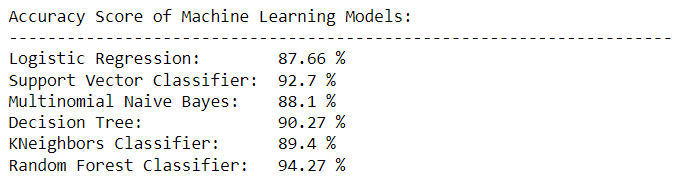 Accuracy Score of Machine Learning Models:
-------------------------------------------------------------------
Logistic Regression: 87.66 %
Support Vector Classifier: 92.7 %
Multinomial Naive Bayes: 88.1 %
Decision Tree: 90.27 %
KNeighbors Classifier: 89.4 %
Random Forest Classifier: 94.27 %